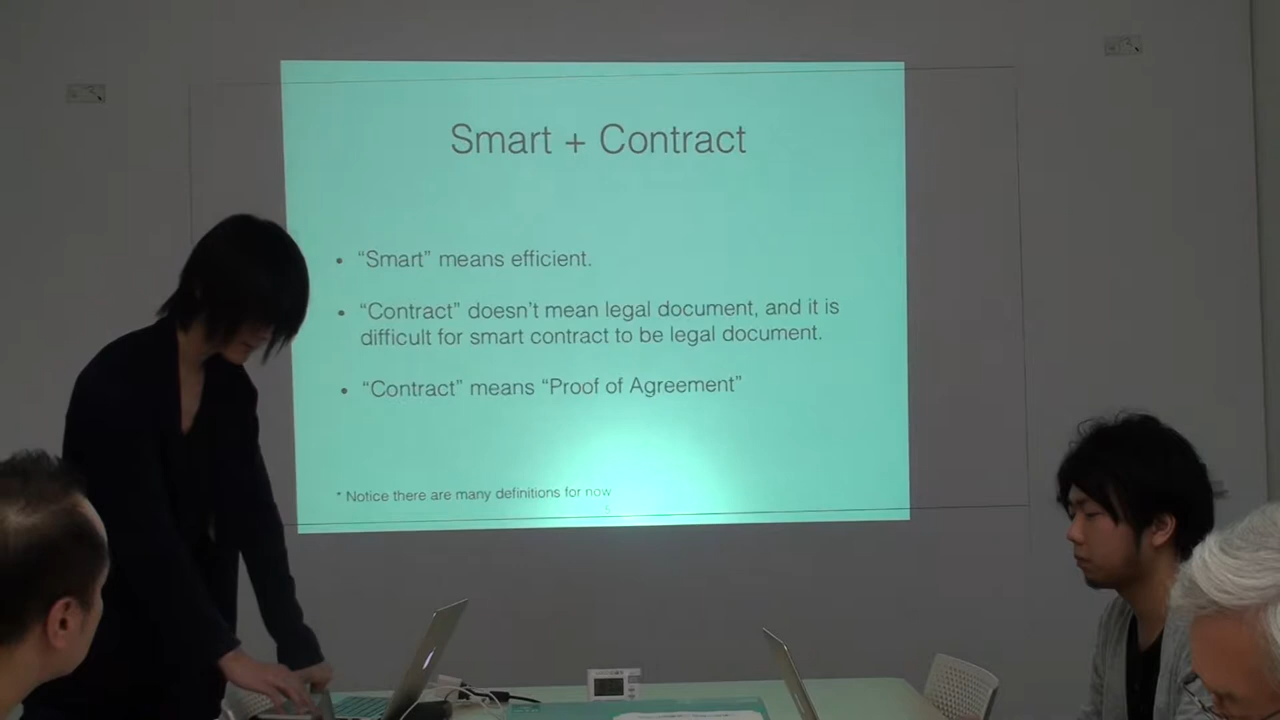 Smart + Contract
• “Smart” means efficient.
• “Contract” doesn’t mean legal document, and it is
difficult for smart contract to be legal document.
• “Contract” means “Proof of Agreement”
* Notice there are many definitions for now
5